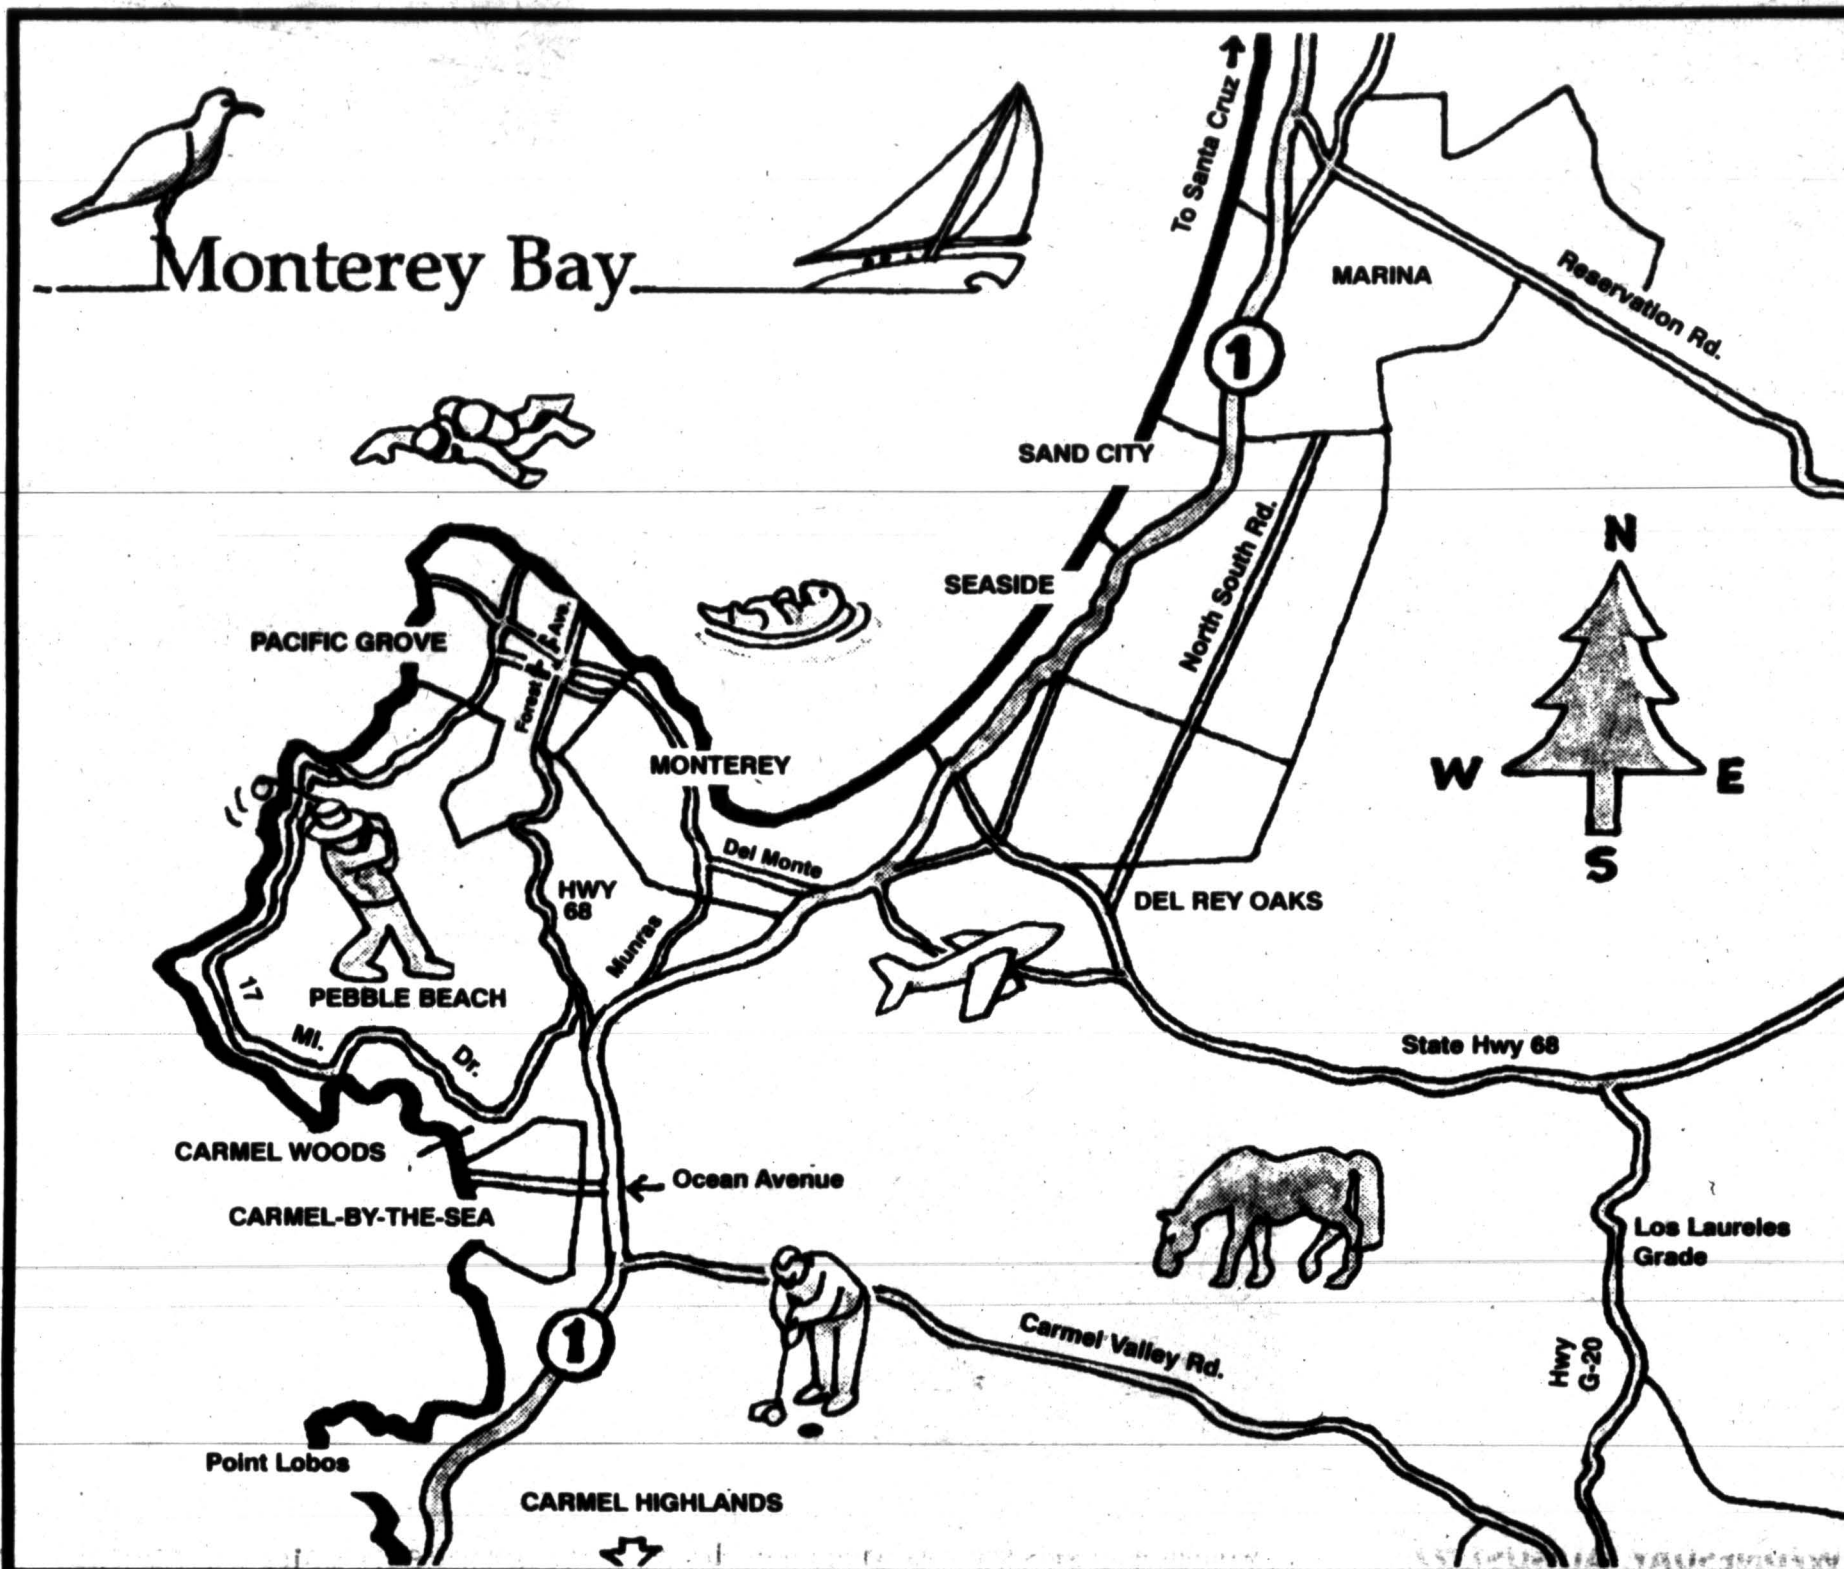 To Santa Cruz
Monterey Bay
MARINA
Reservation Rd.
1
SAND CITY
North South Rd.
N
SEASIDE
PACIFIC GROVE
Forest Ave.
MONTEREY
W
E
S
Del Monte
HWY
68
DEL REY OAKS
Munras
17
PEBBLE BEACH
Mi.
Dr.
State Hwy 68
CARMEL WOODS
Ocean Avenue
CARMEL-BY-THE-SEA
Los Laureles
Grade
1
Carmel Valley Rd.
Hwy
G-20
Point Lobos
CARMEL HIGHLANDS